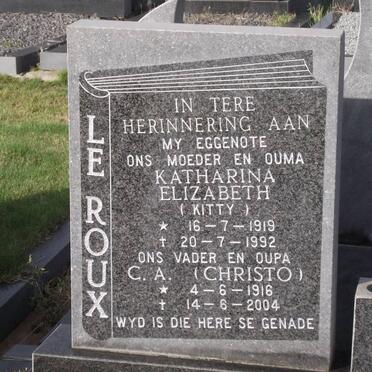 LE ROUX
IN TERE
HERINNERING AAN
MY EGGENOTE
ONS MOEDER EN OUMA
KATHARINA
ELIZABETH
( KITTY )
★ 16-7-1919
✝ 20-7-1992
ONS VADER EN OUPA
C. A. (CHRISTO)
★ 4-6-1916
✝ 14-6-2004
WYD IS DIE HERE SE GENADE